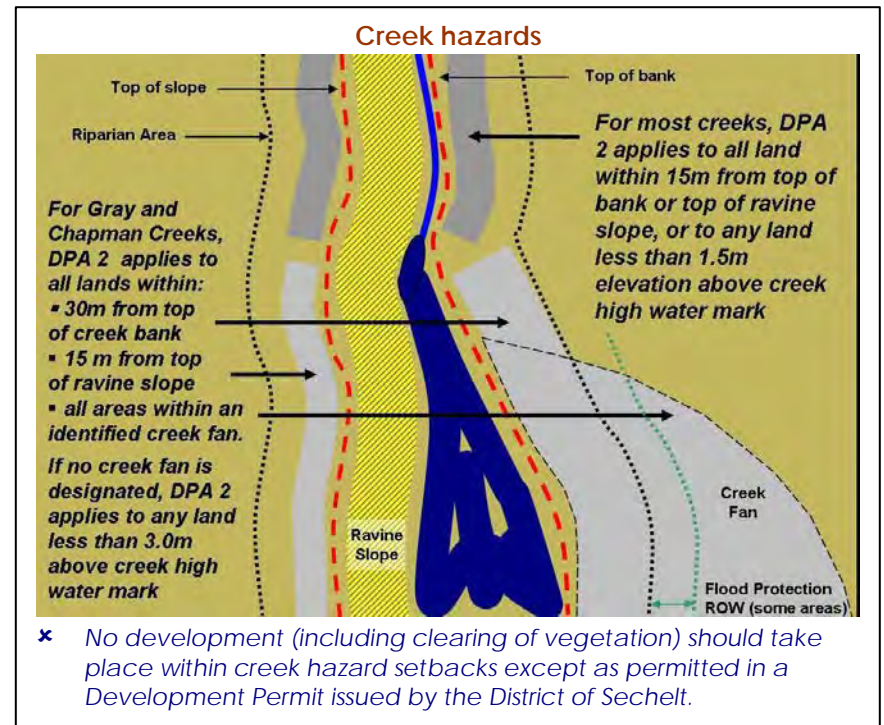 Creek hazards
Top of slope
Riparian Area
Top of bank
For most creeks, DPA
2 applies to all land
within 15m from top of
bank or top of ravine
slope, or to any land
less than 1.5m
elevation above creek
high water mark
For Gray and
Chapman Creeks,
DPA 2 applies to
all lands within:
▪ 30m from top
of creek bank
▪ 15 m from top
of ravine slope
▪ all areas within an
identified creek fan.
If no creek fan is
designated, DPA 2
applies to any land
less than 3.0m
above creek high
water mark
Ravine
Slope
Creek
Fan
Flood Protection
ROW (some areas)
× No development (including clearing of vegetation) should take
place within creek hazard setbacks except as permitted in a
Development Permit issued by the District of Sechelt.